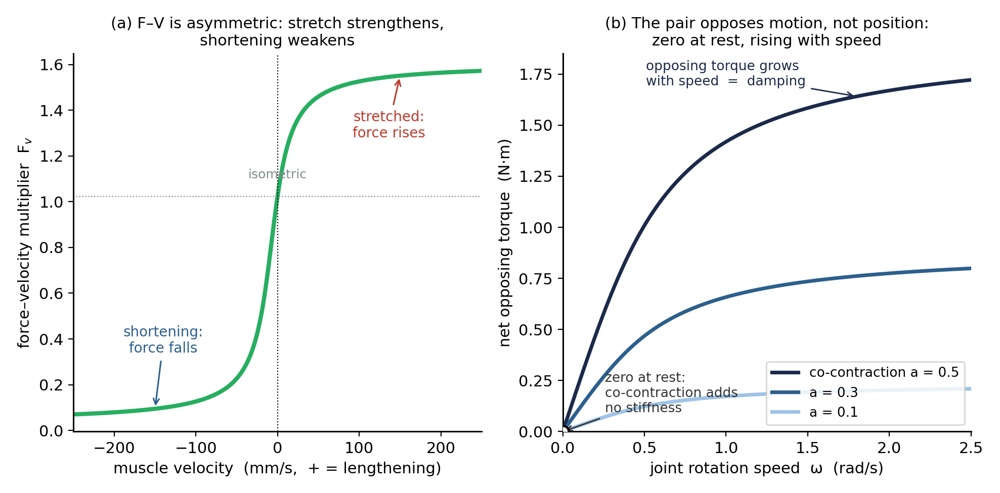 (a) F–V is asymmetric: stretch strengthens,
shortening weakens
force–velocity multiplier F_v
1.6
1.4
1.2
1.0
0.8
0.6
0.4
0.2
0.0
stretched:
force rises
isometric
shortening:
force falls
−200
−100
0
100
200
muscle velocity (mm/s, + = lengthening)
(b) The pair opposes motion, not position:
zero at rest, rising with speed
net opposing torque (N·m)
1.75
1.50
1.25
1.00
0.75
0.50
0.25
0.00
opposing torque grows
with speed = damping
zero at rest:
co-contraction adds
no stiffness
co-contraction a = 0.5
a = 0.3
a = 0.1
0.0
0.5
1.0
1.5
2.0
2.5
joint rotation speed ω (rad/s)